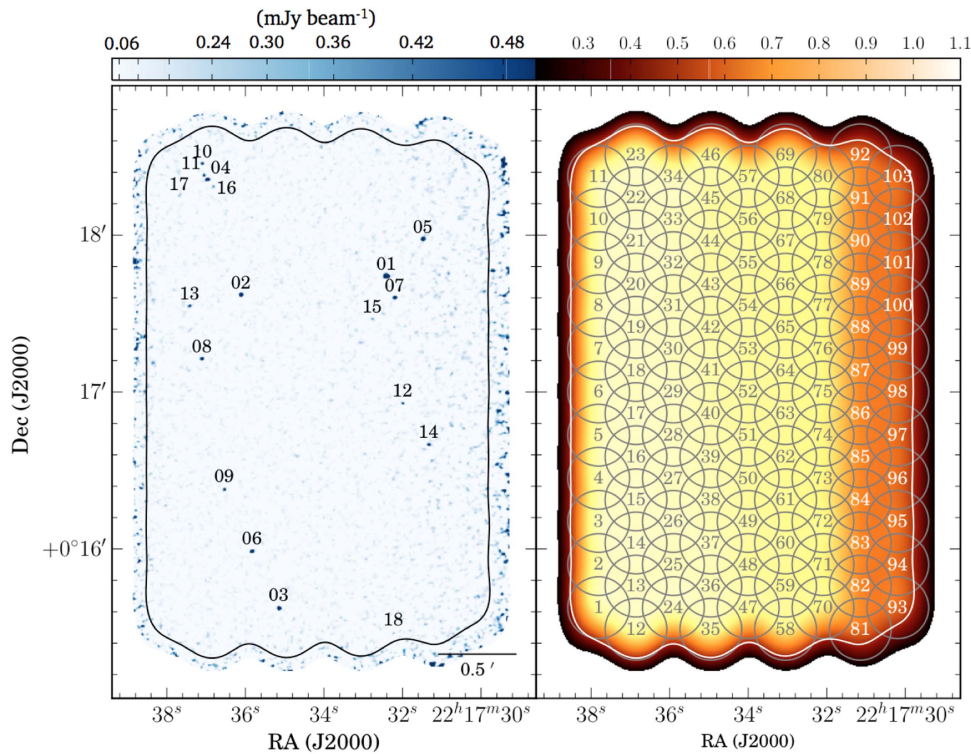 (mJy beam-1)
0.06 0.24 0.30 0.36 0.42 0.48
0.3 0.4 0.5 0.6 0.7 0.8 0.9 1.0 1.1
10
11 04
17 16
05
01
02 07
13 15
08
12
14
09
06
03
18
0.5 ′
18′
17′
+0°16′
Dec (J2000)
38s 36s 34s 32s 22h17m30s
RA (J2000)
23 46 69 92
11 34 57 80 103
22 45 68 91
10 33 56 79 102
21 44 67 90
9 32 55 78 101
20 43 66 89
8 31 54 77 100
19 42 65 88
7 30 53 76 99
18 41 64 87
6 29 52 75 98
17 40 63 86
5 28 51 74 97
16 39 62 85
4 27 50 73 96
15 38 61 84
3 26 49 72 95
14 37 60 83
2 25 48 71 94
13 36 59 82
1 24 47 70 93
12 35 58 81
38s 36s 34s 32s 22h17m30s
RA (J2000)